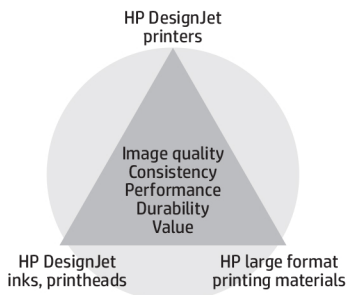 HP DesignJet
printers
Image quality
Consistency
Performance
Durability
Value
HP DesignJet
inks, printheads
HP large format
printing materials